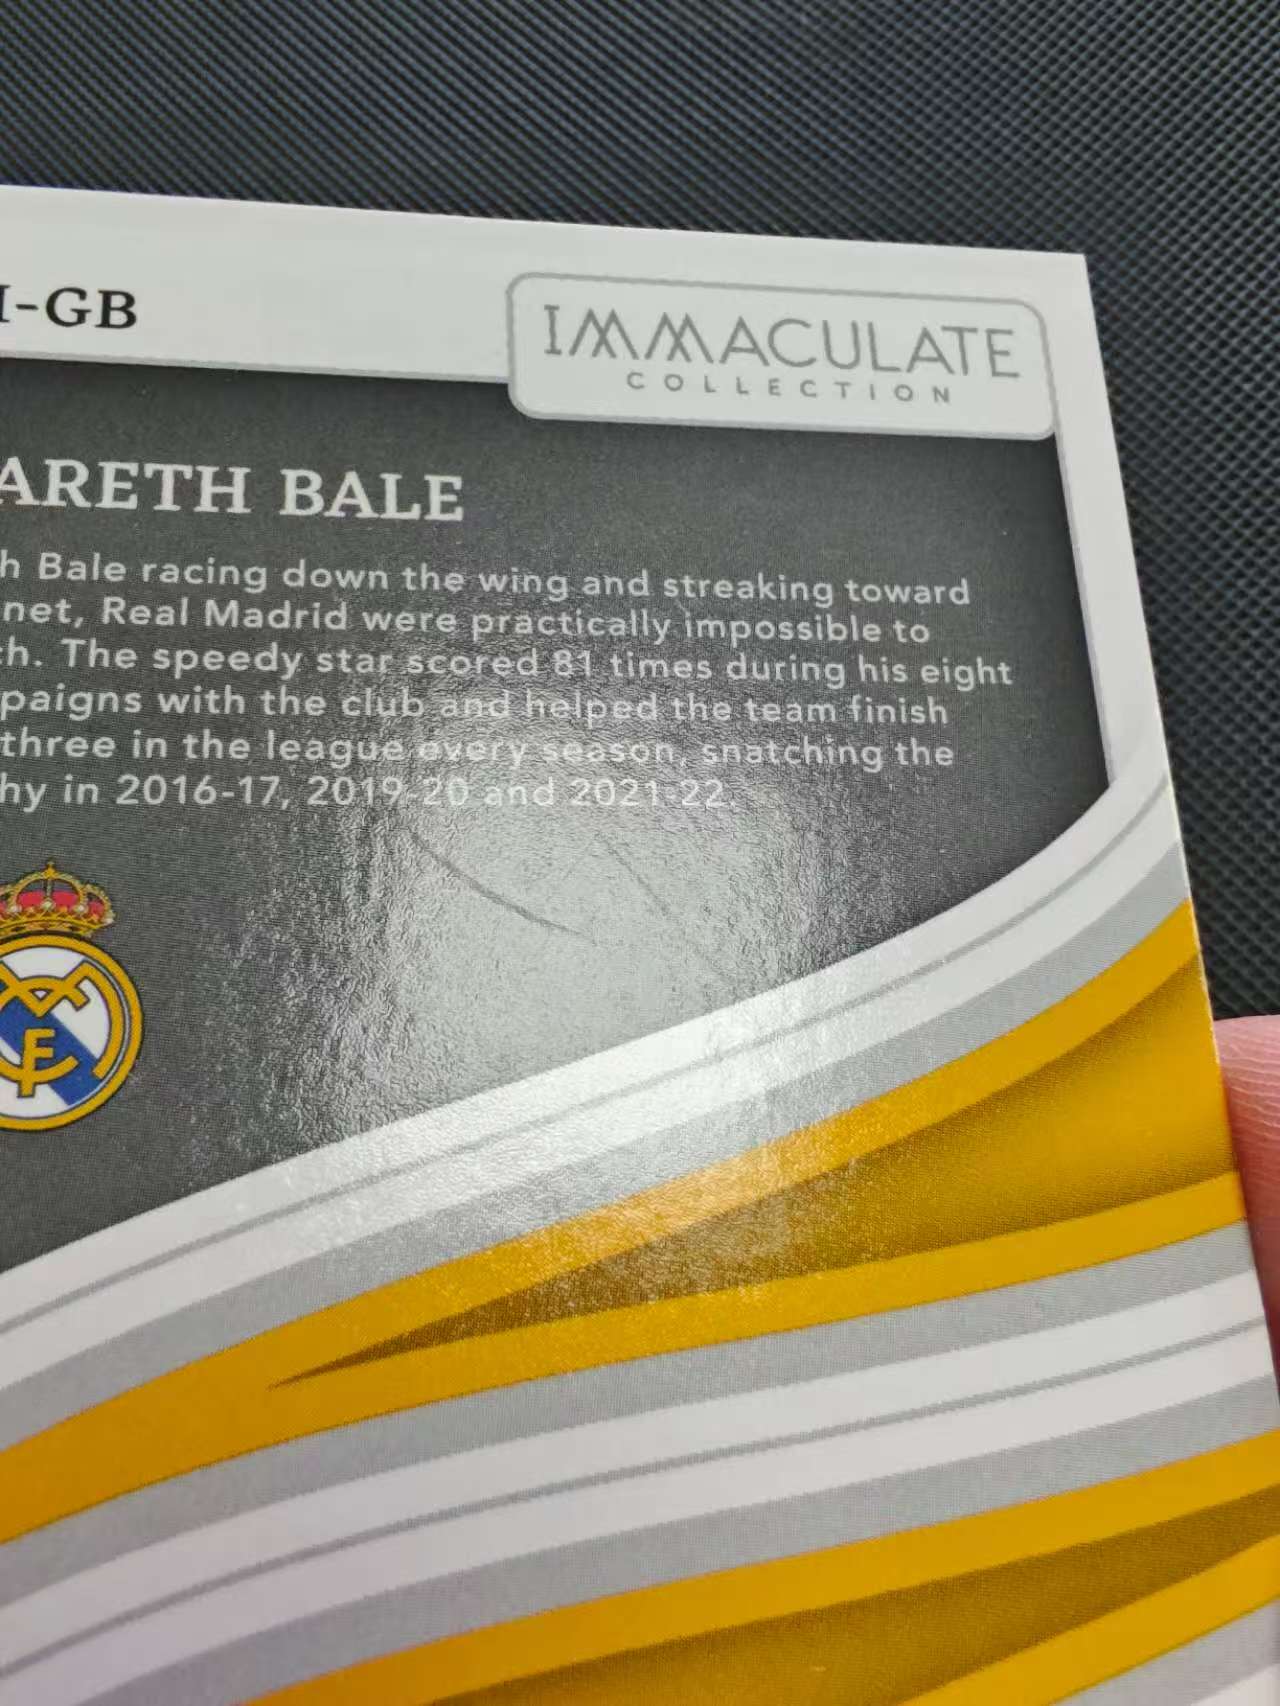 I-GB
IMMACULATE
COLLECTION
ARETH BALE
h Bale racing down the wing and streaking toward
net, Real Madrid were practically impossible to
ch. The speedy star scored 81 times during his eight
paigns with the club and helped the team finish
three in the league every season, snatching the
hy in 2016-17, 2019-20 and 2021-22.